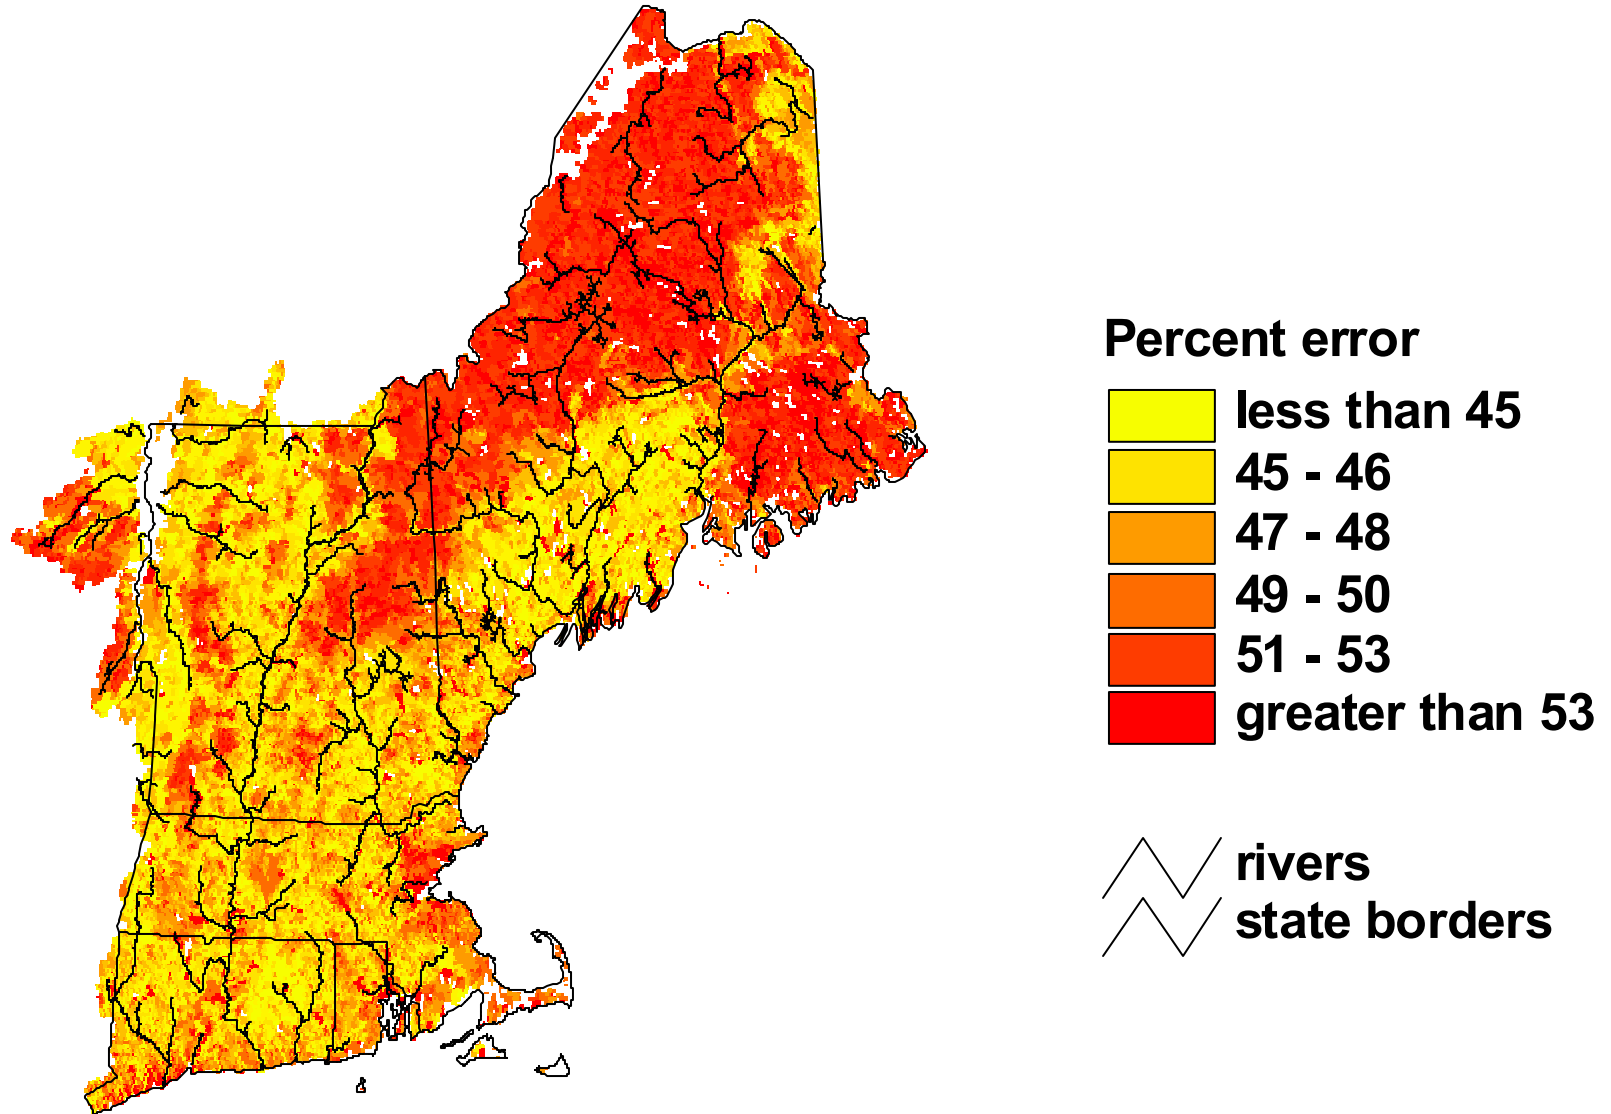 Percent error
less than 45
45 - 46
47 - 48
49 - 50
51 - 53
greater than 53
rivers
state borders